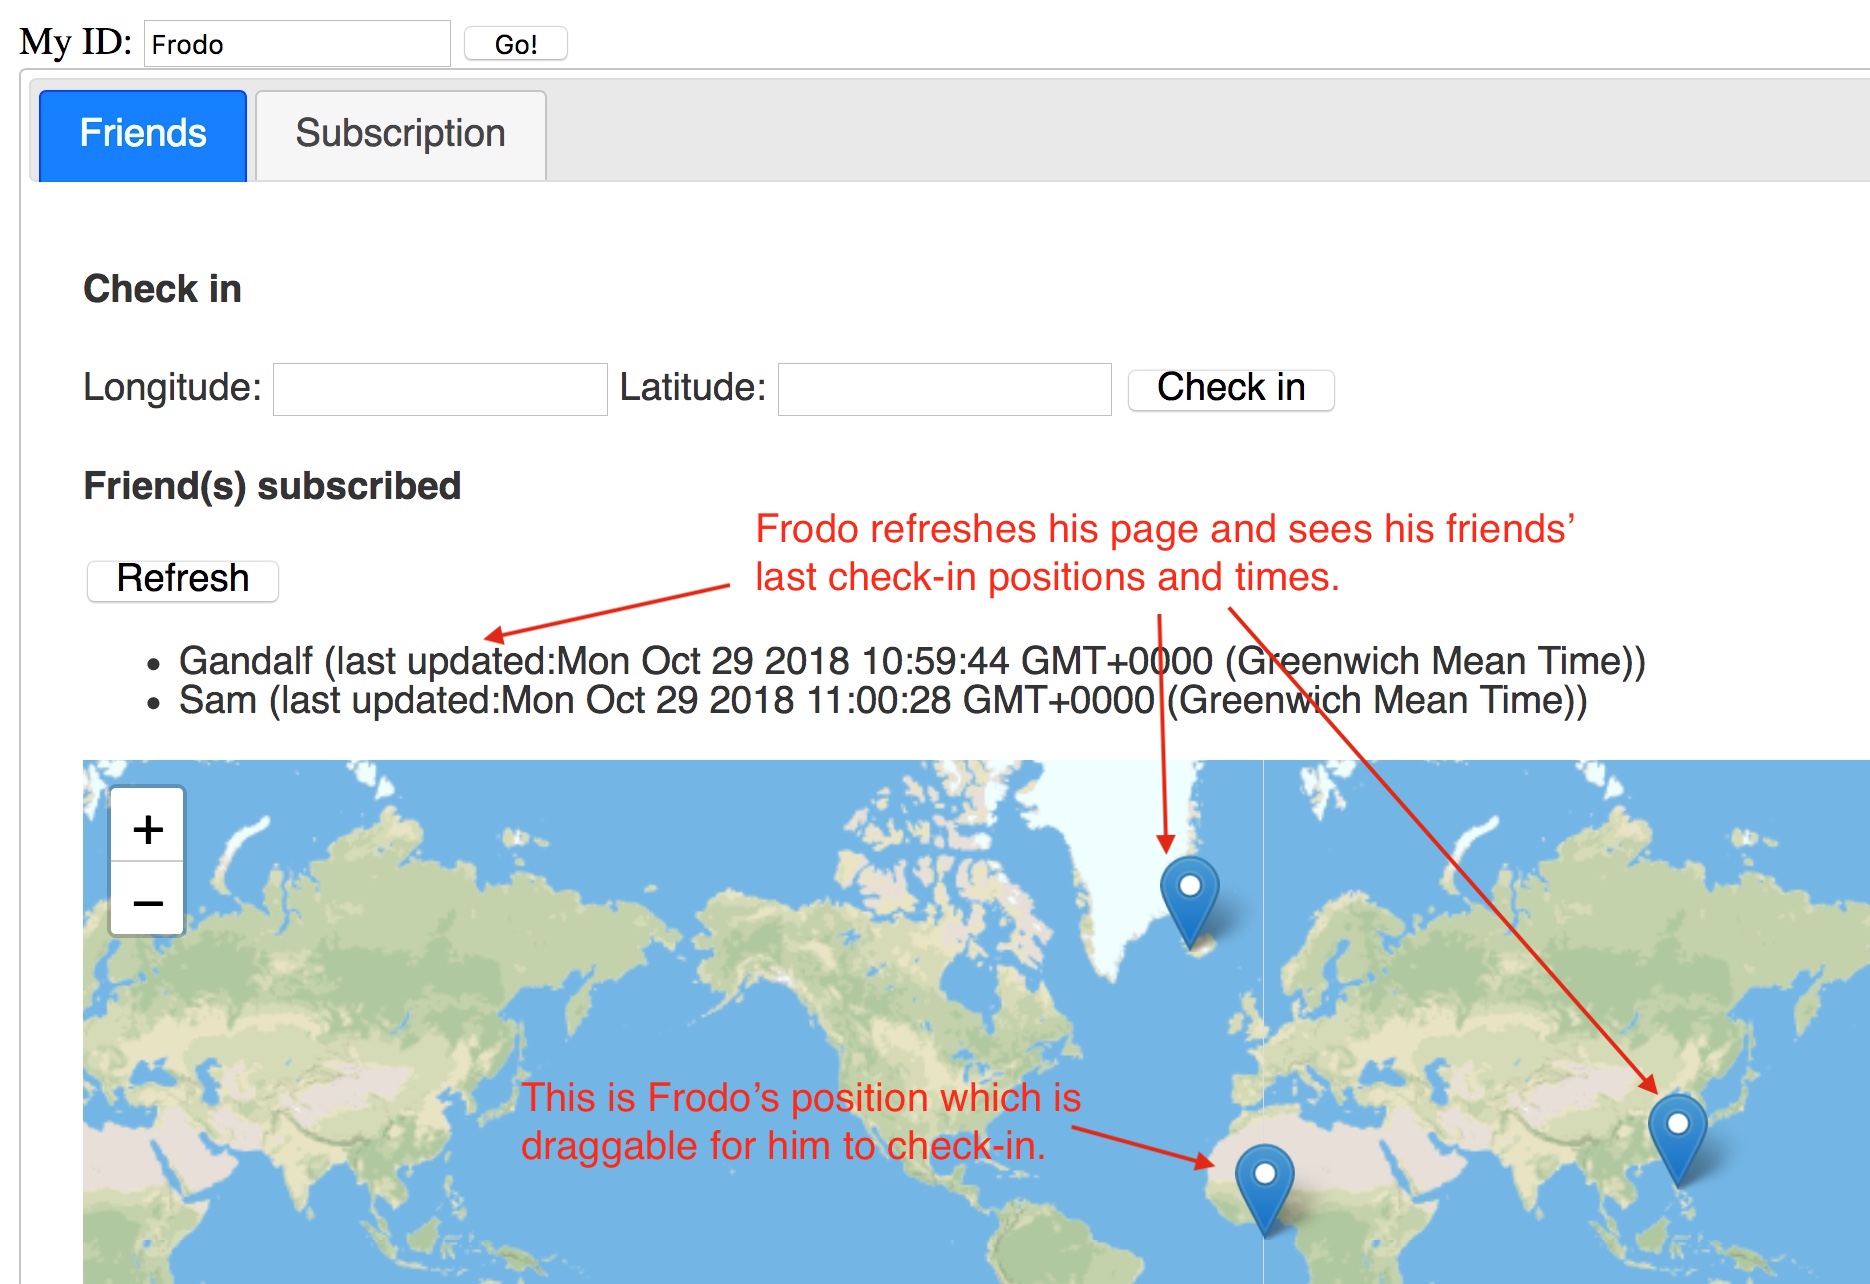 My ID: Frodo Go!
Friends Subscription
Check in
Longitude: Latitude: Check in
Friend(s) subscribed
Frodo refreshes his page and sees his friends’
last check-in positions and times.
Refresh
• Gandalf (last updated:Mon Oct 29 2018 10:59:44 GMT+0000 (Greenwich Mean Time))
• Sam (last updated:Mon Oct 29 2018 11:00:28 GMT+0000 (Greenwich Mean Time))
+
−
This is Frodo’s position which is
draggable for him to check-in.